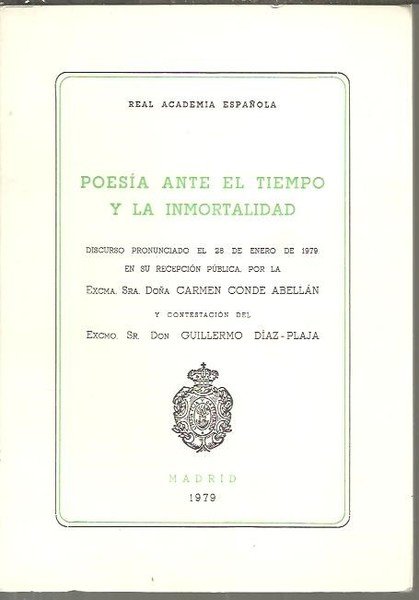 REAL ACADEMIA ESPAÑOLA
POESÍA ANTE EL TIEMPO
Y LA INMORTALIDAD
DISCURSO PRONUNCIADO EL 28 DE ENERO DE 1979
EN SU RECEPCIÓN PÚBLICA, POR LA
EXCMA. SRA. DOÑA CARMEN CONDE ABELLÁN
Y CONTESTACIÓN DEL
EXCMO. SR. DON GUILLERMO DÍAZ-PLAJA
MADRID
1979